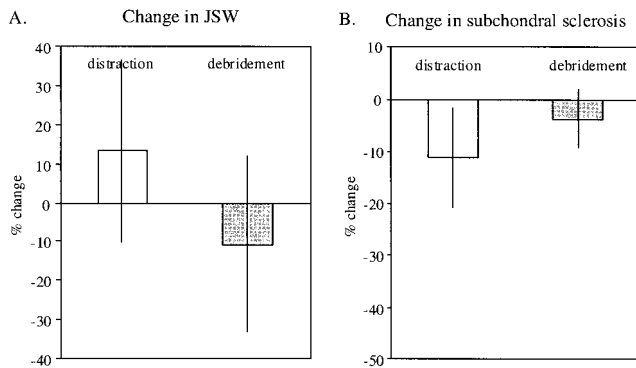 A.
Change in JSW
% change
40
30
20
10
0
-10
-20
-30
-40
distraction
debridement
B.
Change in subchondral sclerosis
% change
10
0
-10
-20
-30
-40
-50
distraction
debridement